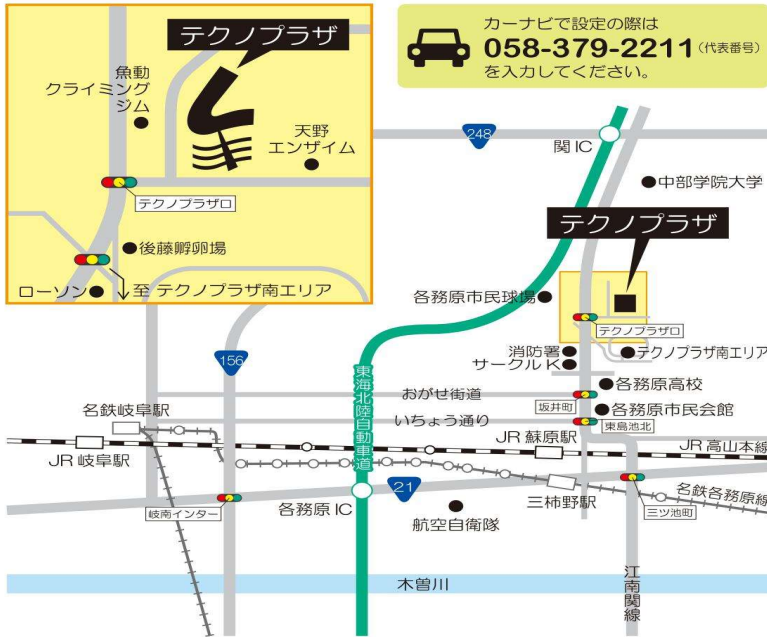 テクノプラザ
魚動
クライミング
ジム
天野
エンザイム
テクノプラザ口
後藤孵卵場
ローソン
至 テクノプラザ南エリア
カーナビで設定の際は
058-379-2211(代表番号)
を入力してください。
248
関 IC
中部学院大学
テクノプラザ
各務原市民球場
テクノプラザ口
消防署
サークル K
テクノプラザ南エリア
156
東海北陸自動車道
おがせ街道
坂井町
各務原高校
いちょう通り
各務原市民会館
東島池北
名鉄岐阜駅
JR 岐阜駅
JR 蘇原駅
JR 高山本線
岐南インター
各務原 IC
21
三柿野駅
名鉄各務原線
三ツ池町
航空自衛隊
木曽川
江南関線